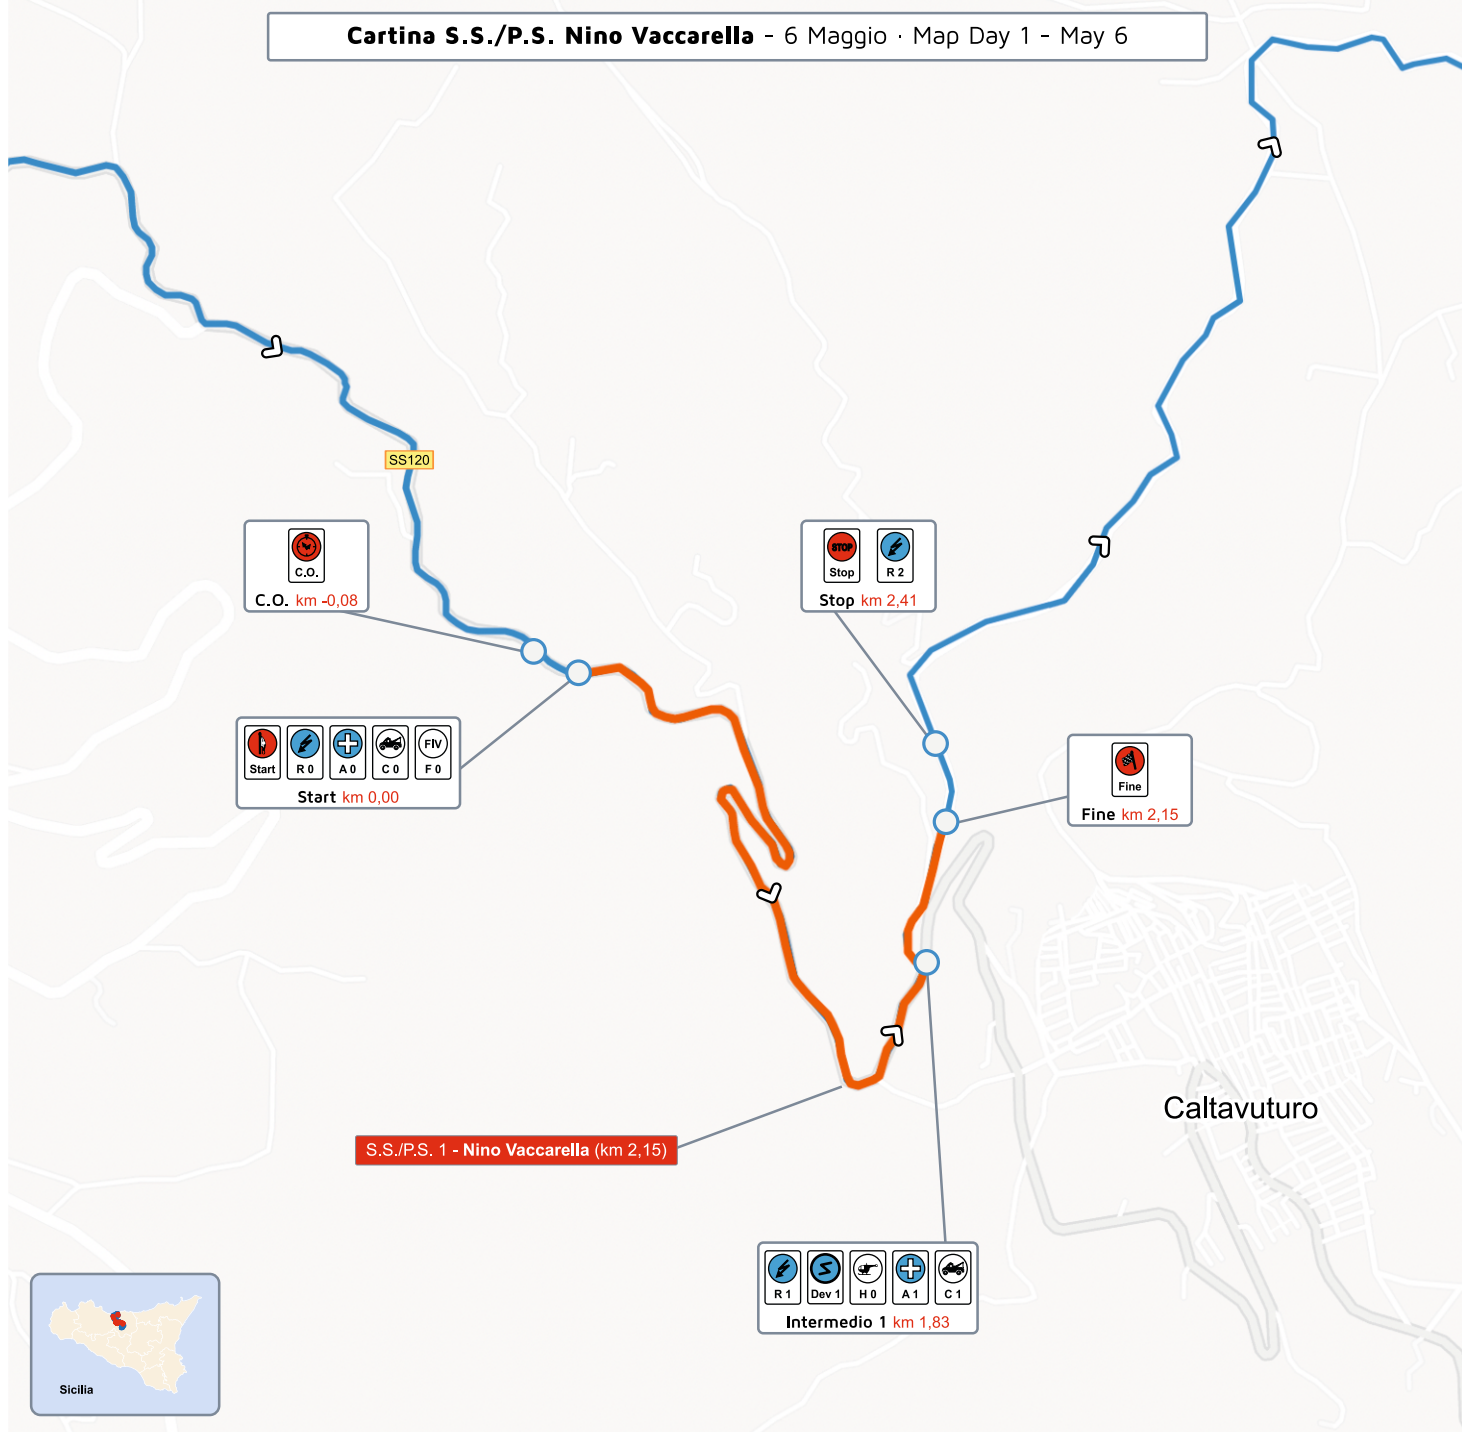 Cartina S.S./P.S. Nino Vaccarella - 6 Maggio · Map Day 1 - May 6
SS120
C.O.
C.O. km -0,08
STOP
Stop
R 2
Stop km 2,41
Start
R 0
A 0
C 0
FIV
F 0
Start km 0,00
Fine
Fine km 2,15
Caltavuturo
S.S./P.S. 1 - Nino Vaccarella (km 2,15)
R 1
Dev 1
H 0
A 1
C 1
Intermedio 1 km 1,83
Sicilia